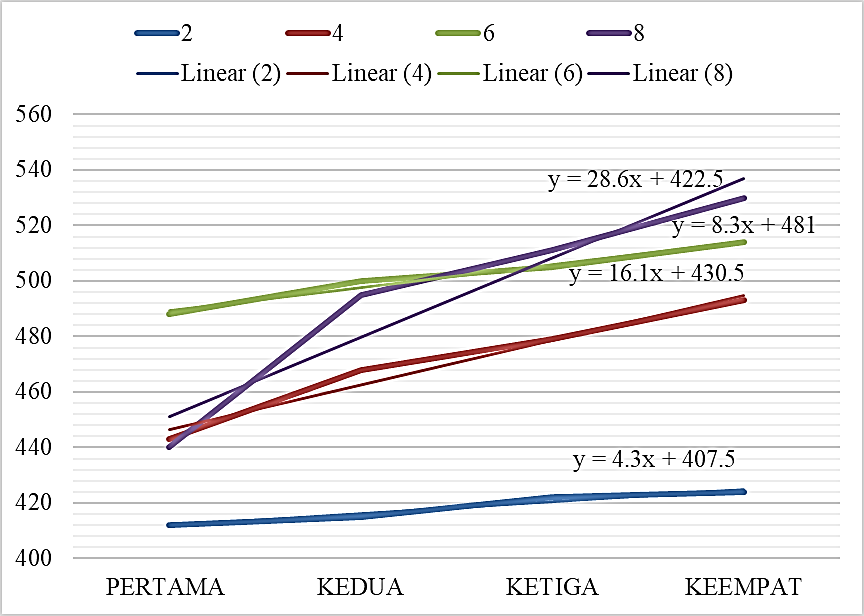 2 4 6 8
Linear (2) Linear (4) Linear (6) Linear (8)
560
540
520
500
480
460
440
420
400
y = 28.6x + 422.5
y = 8.3x + 481
y = 16.1x + 430.5
y = 4.3x + 407.5
PERTAMA KEDUA KETIGA KEEMPAT